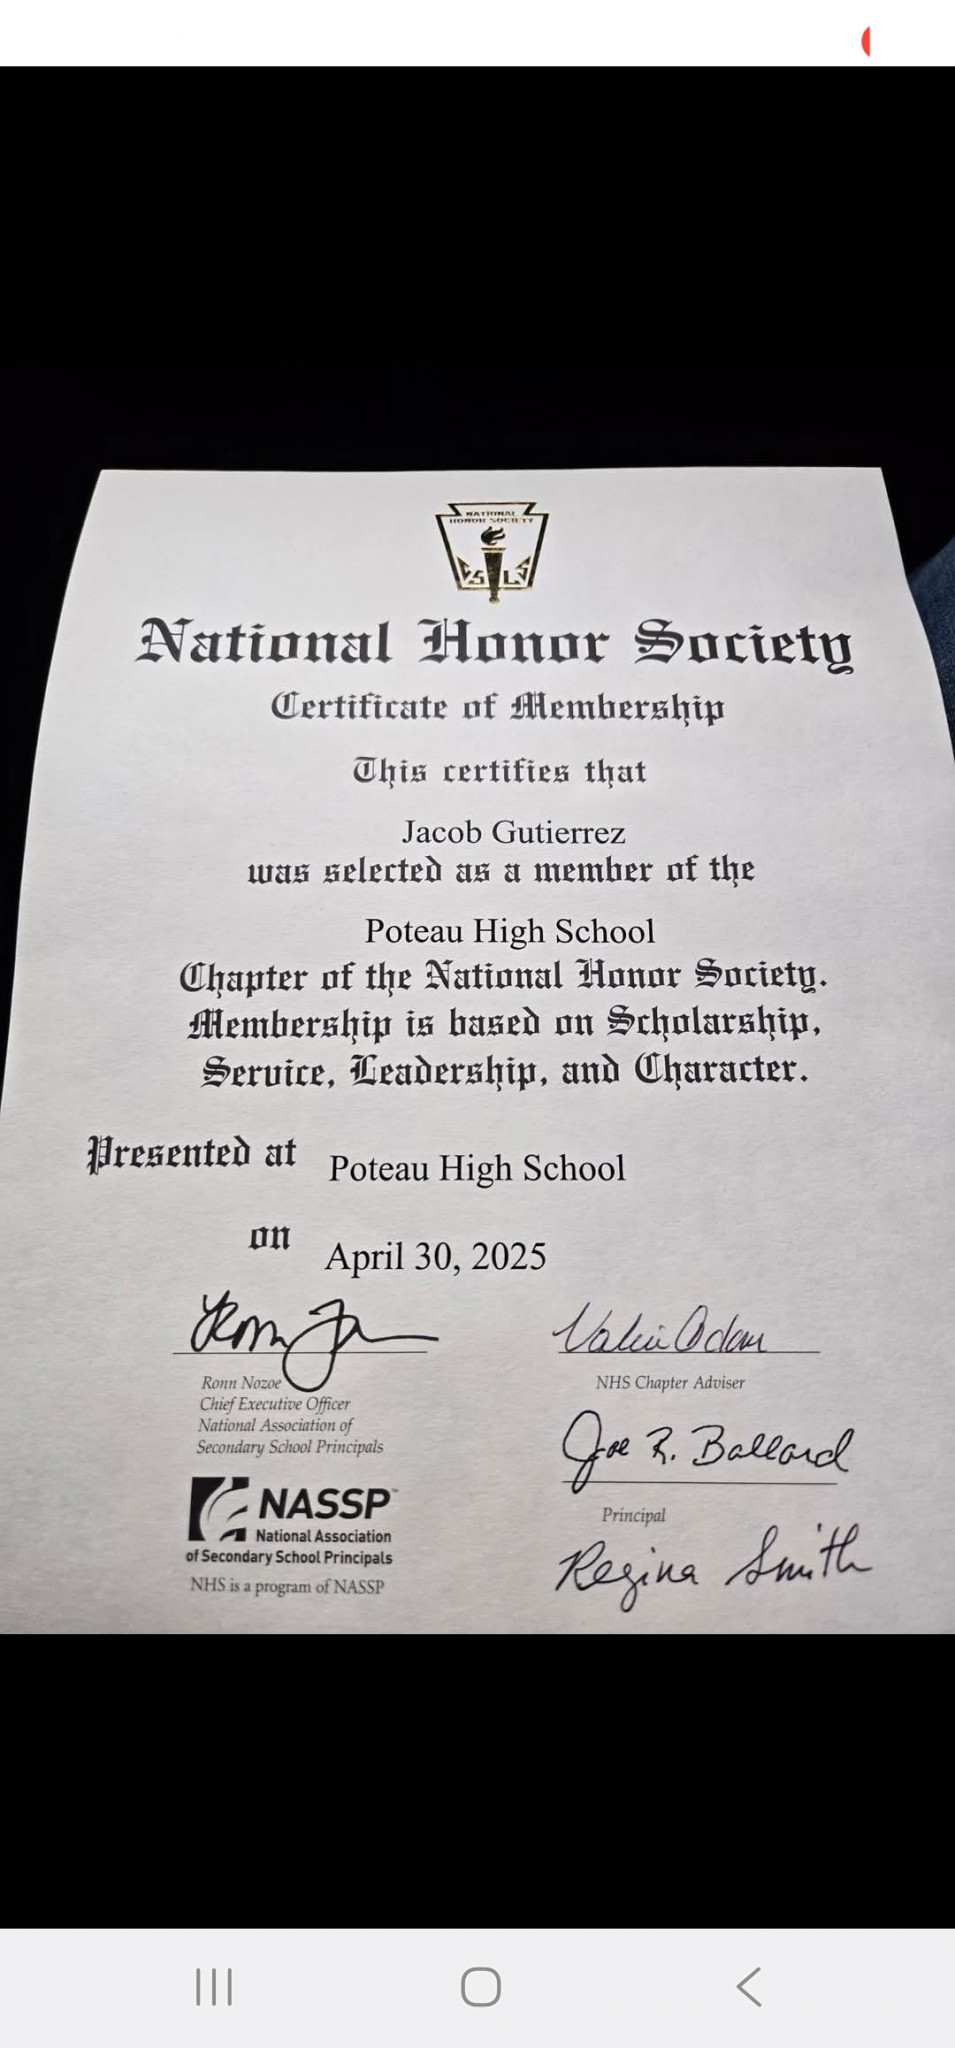 NATIONAL
HONOR SOCIETY
National Honor Society
Certificate of Membership
This certifies that
Jacob Gutierrez
was selected as a member of the
Poteau High School
Chapter of the National Honor Society.
Membership is based on Scholarship,
Service, Leadership, and Character.
Presented at Poteau High School
on April 30, 2025
Ronn Nozoe
Chief Executive Officer
National Association of
Secondary School Principals
NASSP™
National Association
of Secondary School Principals
NHS is a program of NASSP
NHS Chapter Adviser
Joe R. Ballard
Principal
Regina Smith